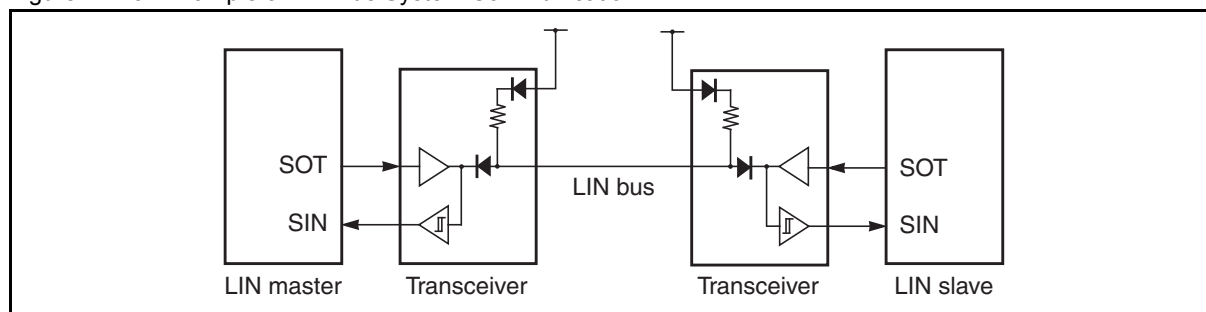 SOT
SIN
LIN master
Transceiver
LIN bus
Transceiver
SOT
SIN
LIN slave